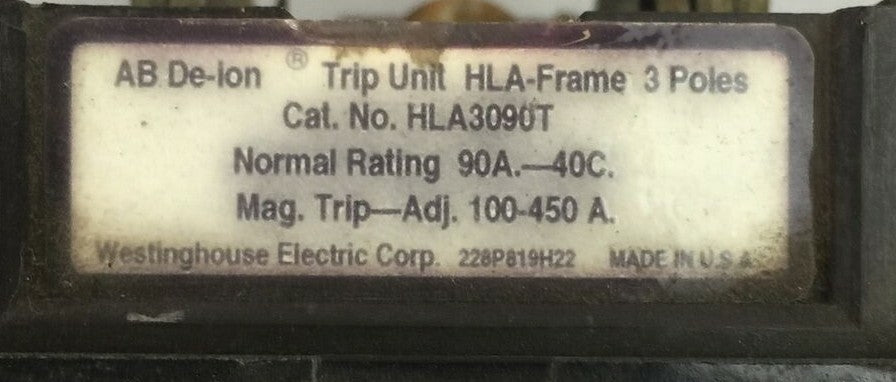 AB De-ion ® Trip Unit HLA-Frame 3 Poles
Cat. No. HLA3090T
Normal Rating 90A.—40C.
Mag. Trip—Adj. 100-450 A.
Westinghouse Electric Corp. 228P819H22 MADE IN U.S.A.